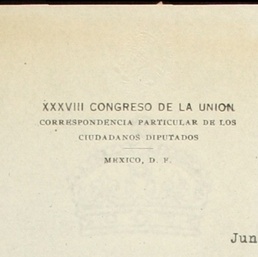 XXXVIII CONGRESO DE LA UNION
CORRESPONDENCIA PARTICULAR DE LOS
CIUDADANOS DIPUTADOS
MEXICO, D. F.
Jun